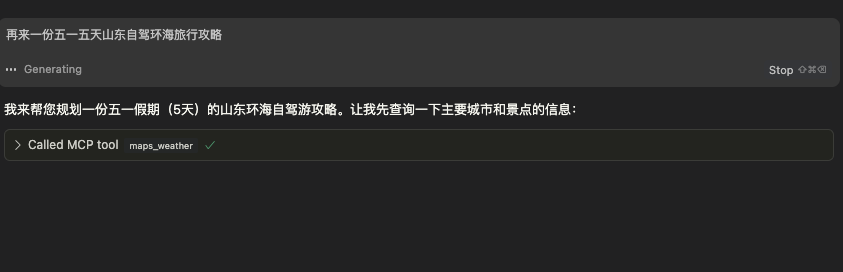 再来一份五一五天山东自驾环海旅行攻略
Generating
Stop ⇧⌘⌫
我来帮您规划一份五一假期（5天）的山东环海自驾游攻略。让我先查询一下主要城市和景点的信息：
Called MCP tool maps_weather